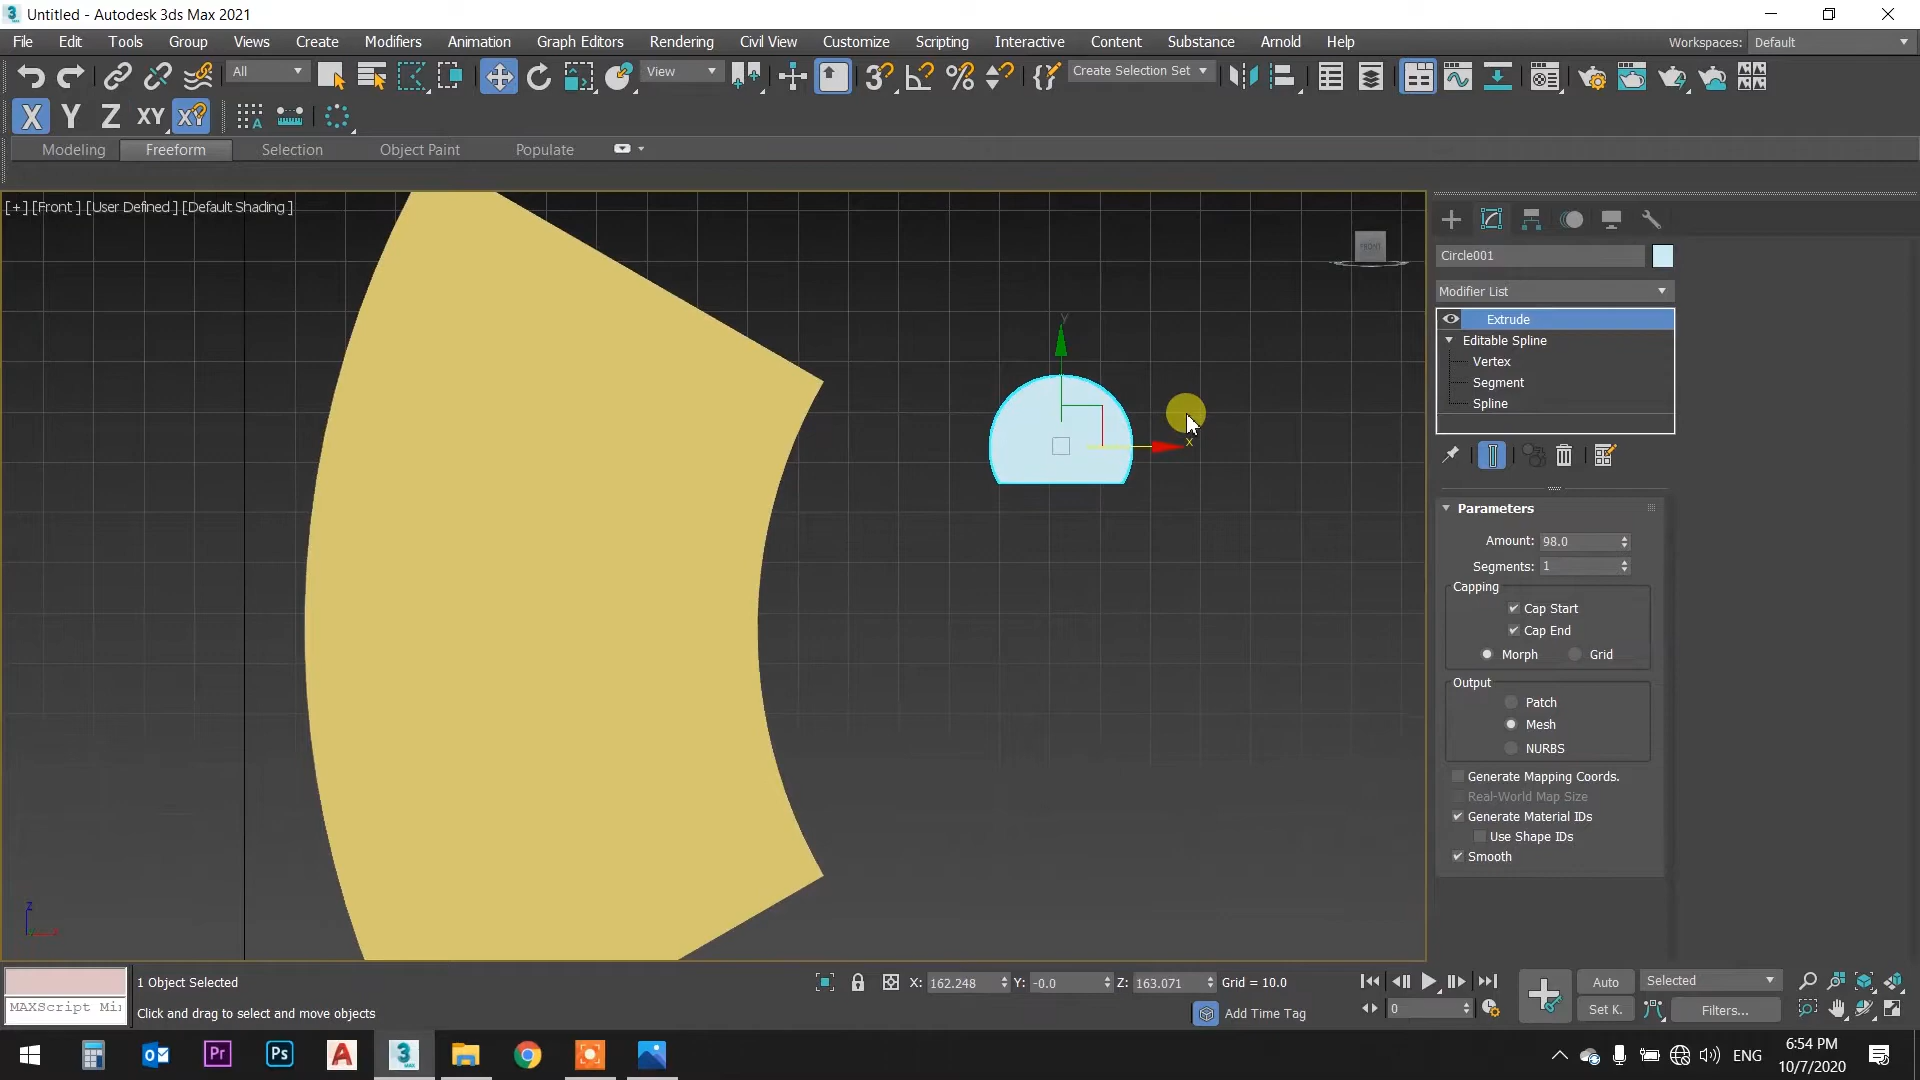 Untitled - Autodesk 3ds Max 2021
File Edit Tools Group Views Create Modifiers Animation Graph Editors Rendering Civil View Customize Scripting Interactive Content Substance Arnold Help Workspaces: Default
All View Create Selection Set
X Y Z XY XY
Modeling Freeform Selection Object Paint Populate
[+] [Front ] [User Defined ] [Default Shading ]
FRONT
Circle001
Modifier List
Extrude
Editable Spline
Vertex
Segment
Spline
y
x
Parameters
Amount: 98.0
Segments: 1
Capping
Cap Start
Cap End
Morph Grid
Output
Patch
Mesh
NURBS
Generate Mapping Coords.
Real-World Map Size
Generate Material IDs
Use Shape IDs
Smooth
z
x
1 Object Selected X: 162.248 Y: -0.0 Z: 163.071 Grid = 10.0 Auto Selected
MAXScript Mi
Click and drag to select and move objects Add Time Tag 0 Set K. Filters...
Pr Ps A 3 MAX ENG 6:54 PM
10/7/2020